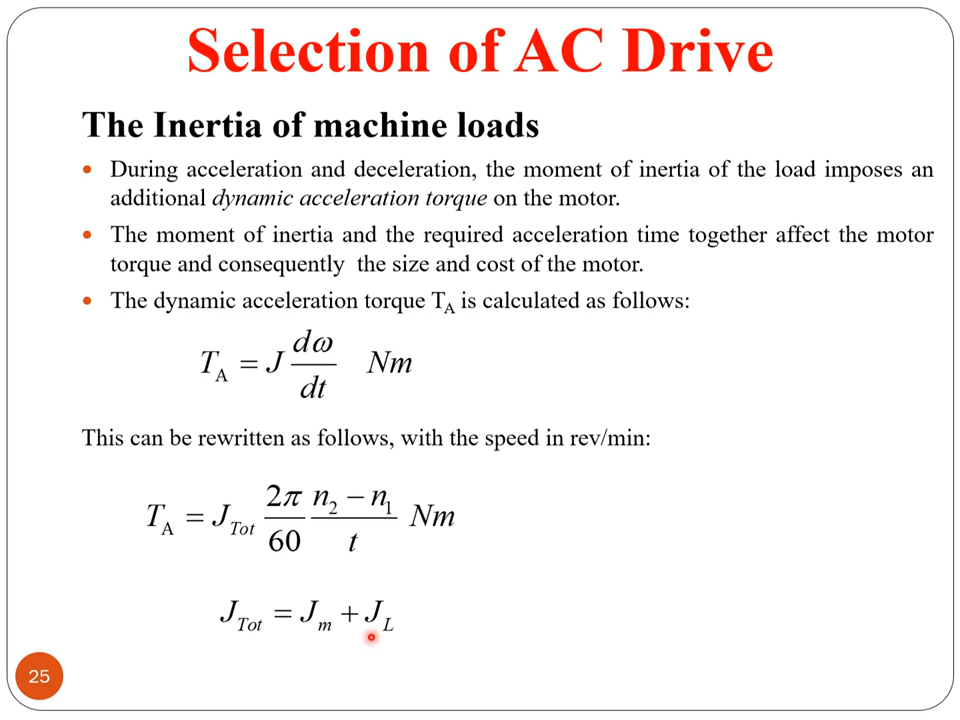 Selection of AC Drive
The Inertia of machine loads
• During acceleration and deceleration, the moment of inertia of the load imposes an
additional dynamic acceleration torque on the motor.
• The moment of inertia and the required acceleration time together affect the motor
torque and consequently the size and cost of the motor.
• The dynamic acceleration torque T_A is calculated as follows:
T_A = J dω/dt Nm
This can be rewritten as follows, with the speed in rev/min:
T_A = J_Tot 2π/60 (n₂ − n₁)/t Nm
J_Tot = J_m + J_L
25